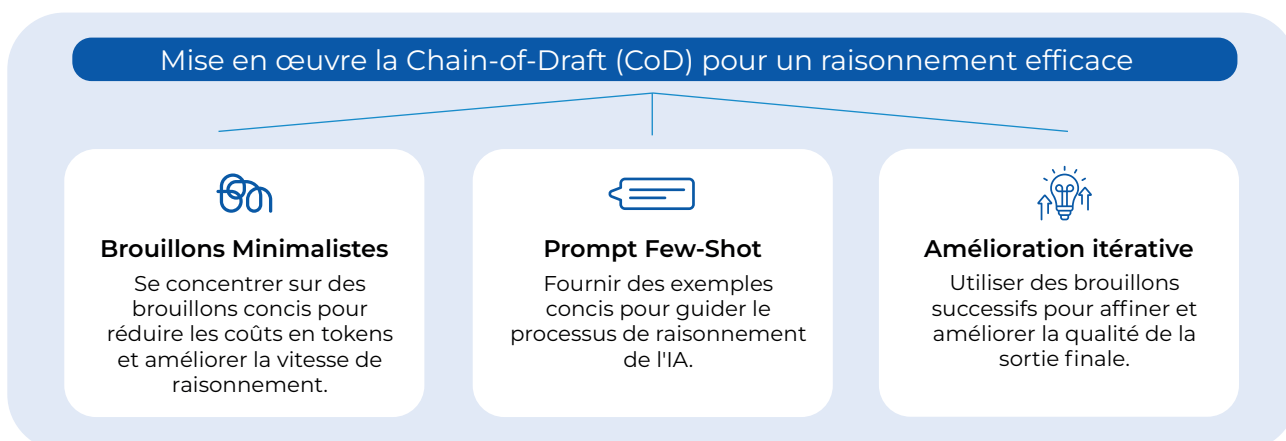 Mise en œuvre la Chain-of-Draft (CoD) pour un raisonnement efficace
Brouillons Minimalistes
Se concentrer sur des
brouillons concis pour
réduire les coûts en tokens
et améliorer la vitesse de
raisonnement.
Prompt Few-Shot
Fournir des exemples
concis pour guider le
processus de raisonnement
de l'IA.
Amélioration itérative
Utiliser des brouillons
successifs pour affiner et
améliorer la qualité de la
sortie finale.